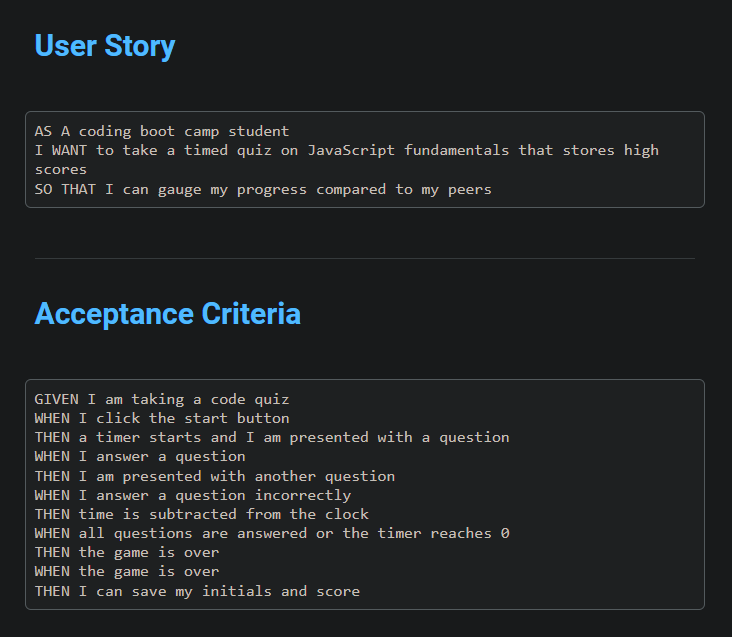 User Story
AS A coding boot camp student
I WANT to take a timed quiz on JavaScript fundamentals that stores high
scores
SO THAT I can gauge my progress compared to my peers
Acceptance Criteria
GIVEN I am taking a code quiz
WHEN I click the start button
THEN a timer starts and I am presented with a question
WHEN I answer a question
THEN I am presented with another question
WHEN I answer a question incorrectly
THEN time is subtracted from the clock
WHEN all questions are answered or the timer reaches 0
THEN the game is over
WHEN the game is over
THEN I can save my initials and score